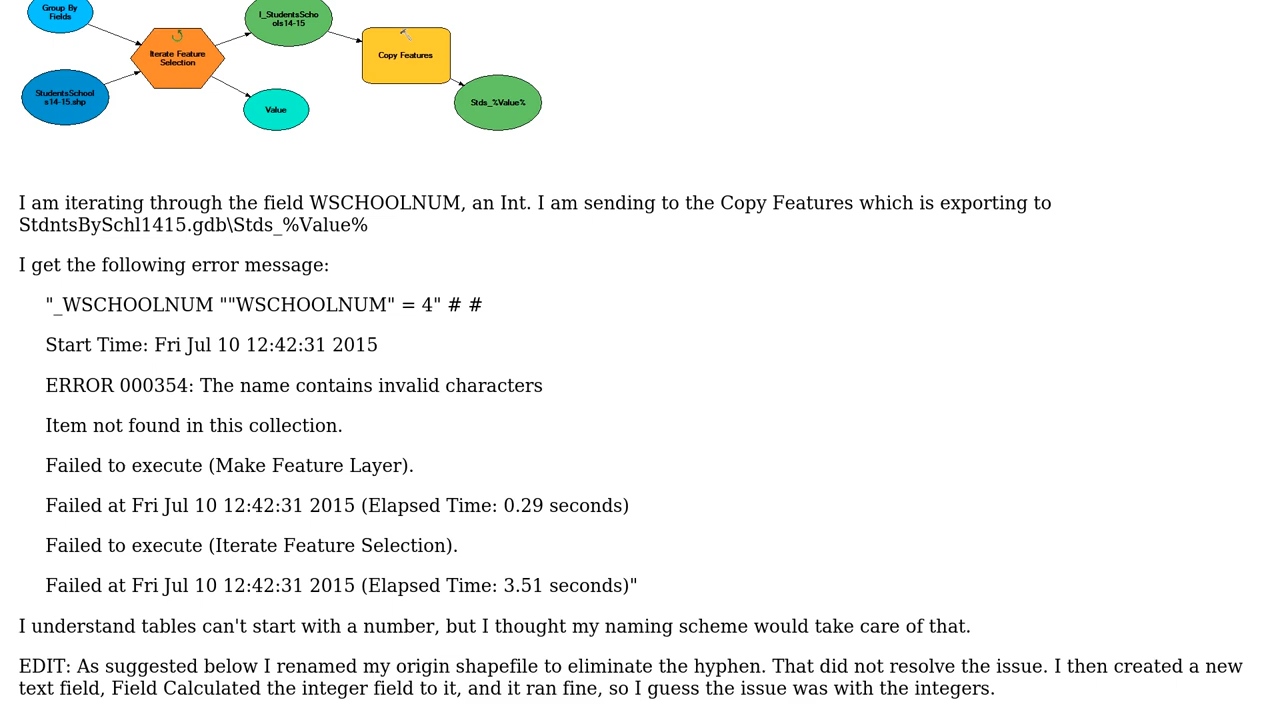 Group By
Fields
I_StudentsScho
ols14-15
Iterate Feature
Selection
Copy Features
StudentsSchool
s14-15.shp
Value
Stds_%Value%
I am iterating through the field WSCHOOLNUM, an Int. I am sending to the Copy Features which is exporting to
StdntsBySchl1415.gdb\Stds_%Value%
I get the following error message:
"_WSCHOOLNUM ""WSCHOOLNUM" = 4" # #
Start Time: Fri Jul 10 12:42:31 2015
ERROR 000354: The name contains invalid characters
Item not found in this collection.
Failed to execute (Make Feature Layer).
Failed at Fri Jul 10 12:42:31 2015 (Elapsed Time: 0.29 seconds)
Failed to execute (Iterate Feature Selection).
Failed at Fri Jul 10 12:42:31 2015 (Elapsed Time: 3.51 seconds)"
I understand tables can't start with a number, but I thought my naming scheme would take care of that.
EDIT: As suggested below I renamed my origin shapefile to eliminate the hyphen. That did not resolve the issue. I then created a new
text field, Field Calculated the integer field to it, and it ran fine, so I guess the issue was with the integers.